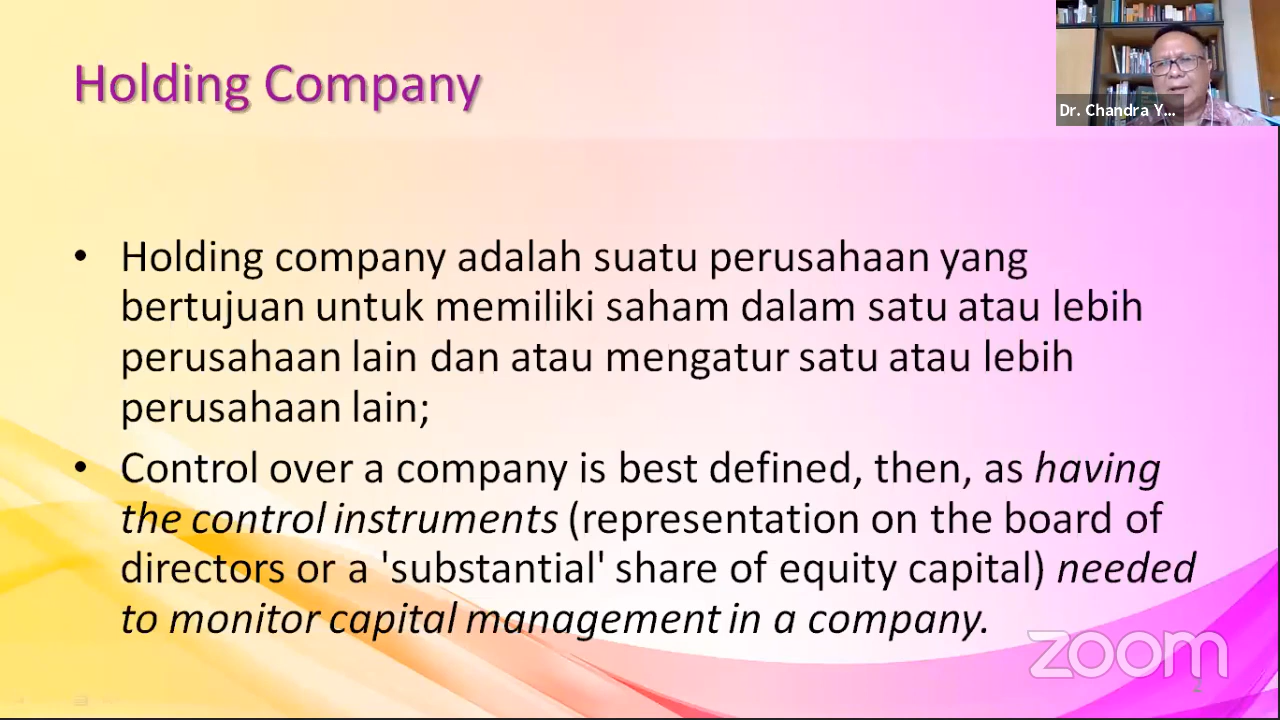 Holding Company
Dr. Chandra Y...
• Holding company adalah suatu perusahaan yang
bertujuan untuk memiliki saham dalam satu atau lebih
perusahaan lain dan atau mengatur satu atau lebih
perusahaan lain;
• Control over a company is best defined, then, as having
the control instruments (representation on the board of
directors or a 'substantial' share of equity capital) needed
to monitor capital management in a company.
zoom
2